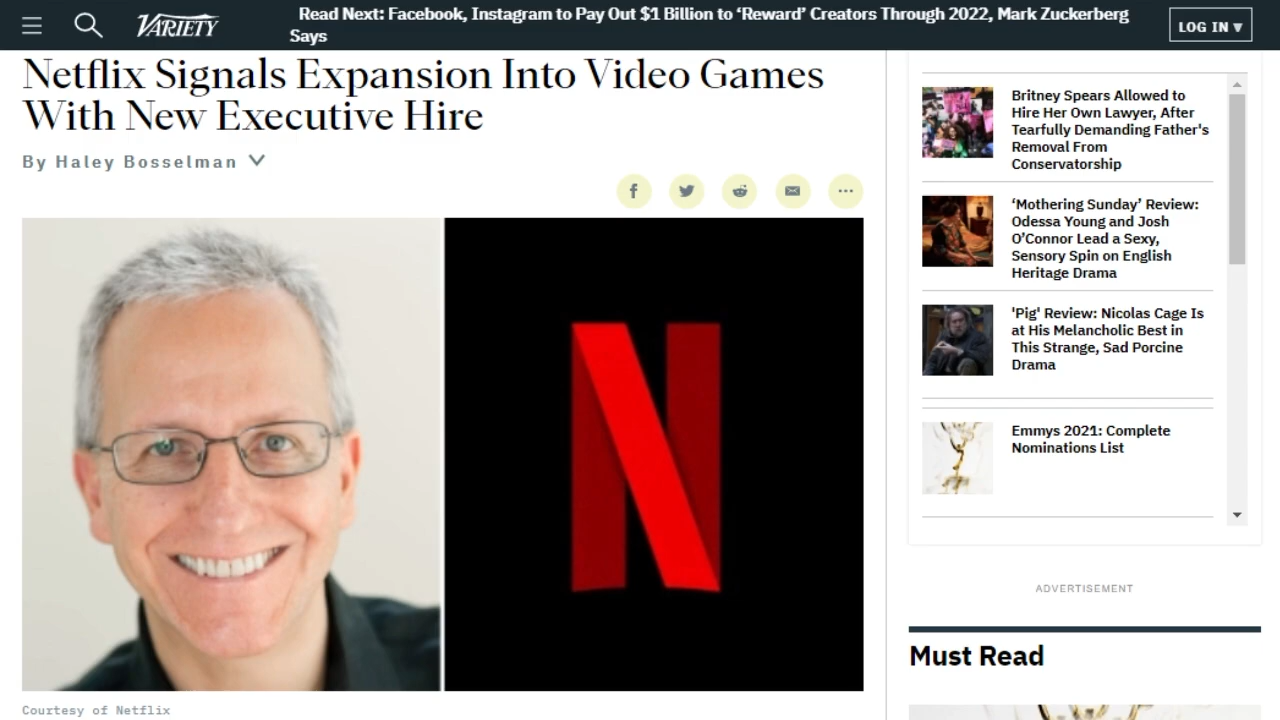 VARIETY
Read Next: Facebook, Instagram to Pay Out $1 Billion to ‘Reward’ Creators Through 2022, Mark Zuckerberg
Says
LOG IN ▾
Netflix Signals Expansion Into Video Games
With New Executive Hire
By Haley Bosselman
N
Courtesy of Netflix
Britney Spears Allowed to
Hire Her Own Lawyer, After
Tearfully Demanding Father's
Removal From
Conservatorship
‘Mothering Sunday’ Review:
Odessa Young and Josh
O’Connor Lead a Sexy,
Sensory Spin on English
Heritage Drama
'Pig' Review: Nicolas Cage Is
at His Melancholic Best in
This Strange, Sad Porcine
Drama
Emmys 2021: Complete
Nominations List
ADVERTISEMENT
Must Read